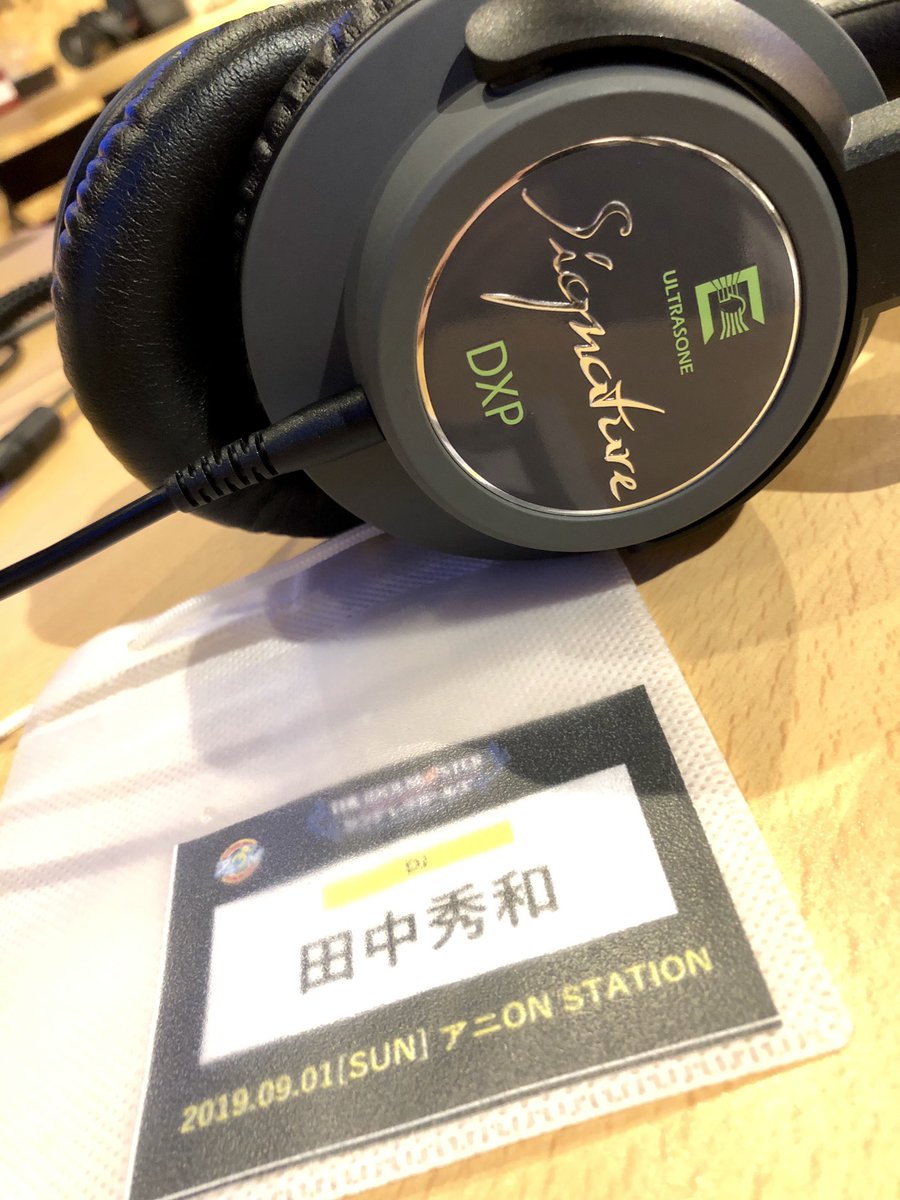 ULTRASONE
Signature
DXP
DJ
田中秀和
2019.09.01[SUN] アニON STATION